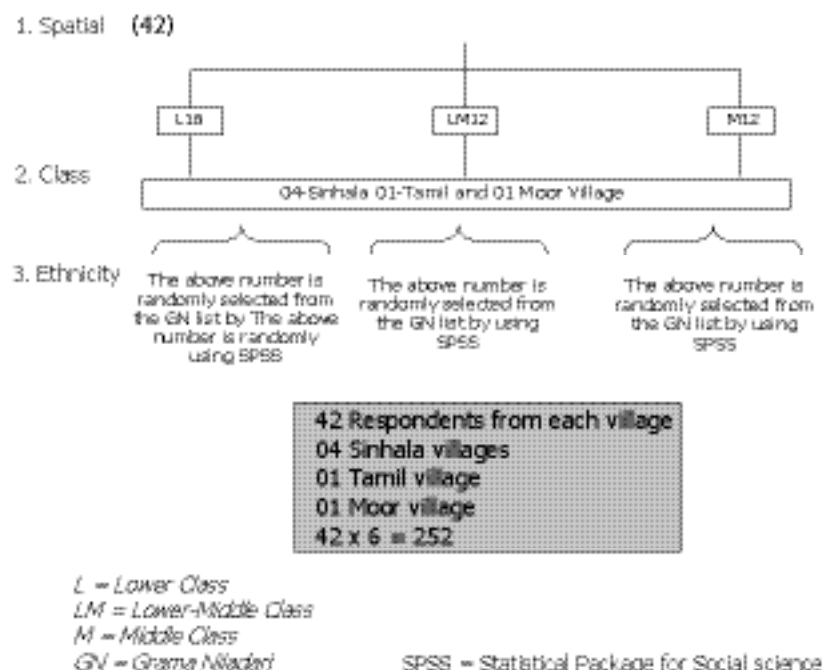 1. Spatial (42)
L18 LM12 M12
2. Class
04-Sinhala 01-Tamil and 01 Moor Village
3. Ethnicity
The above number is
randomly selected from
the GN list by The above
number is randomly
using SPSS
The above number is
randomly selected from
the GN list by using
SPSS
The above number is
randomly selected from
the GN list by using
SPSS
42 Respondents from each village
04 Sinhala villages
01 Tamil village
01 Moor village
42 x 6 = 252
L = Lower Class
LM = Lower-Middle Class
M = Middle Class
GN = Grama Niladari SPSS = Statistical Package for Social science